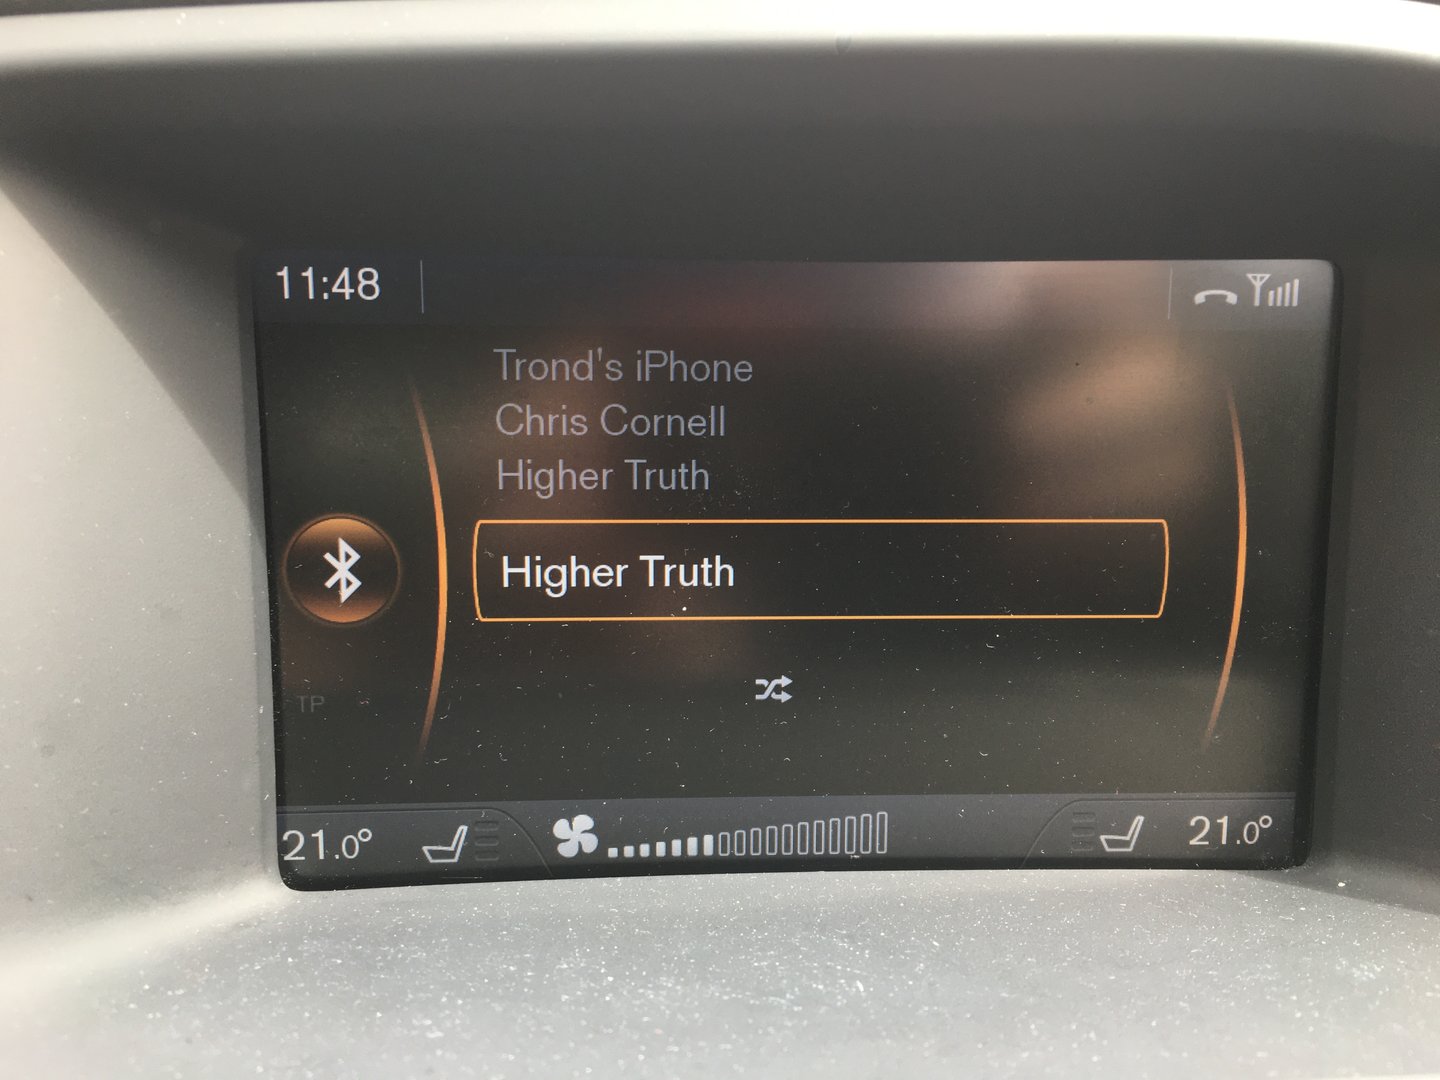 11:48
Trond's iPhone
Chris Cornell
Higher Truth
Higher Truth
TP
21.0° 21.0°